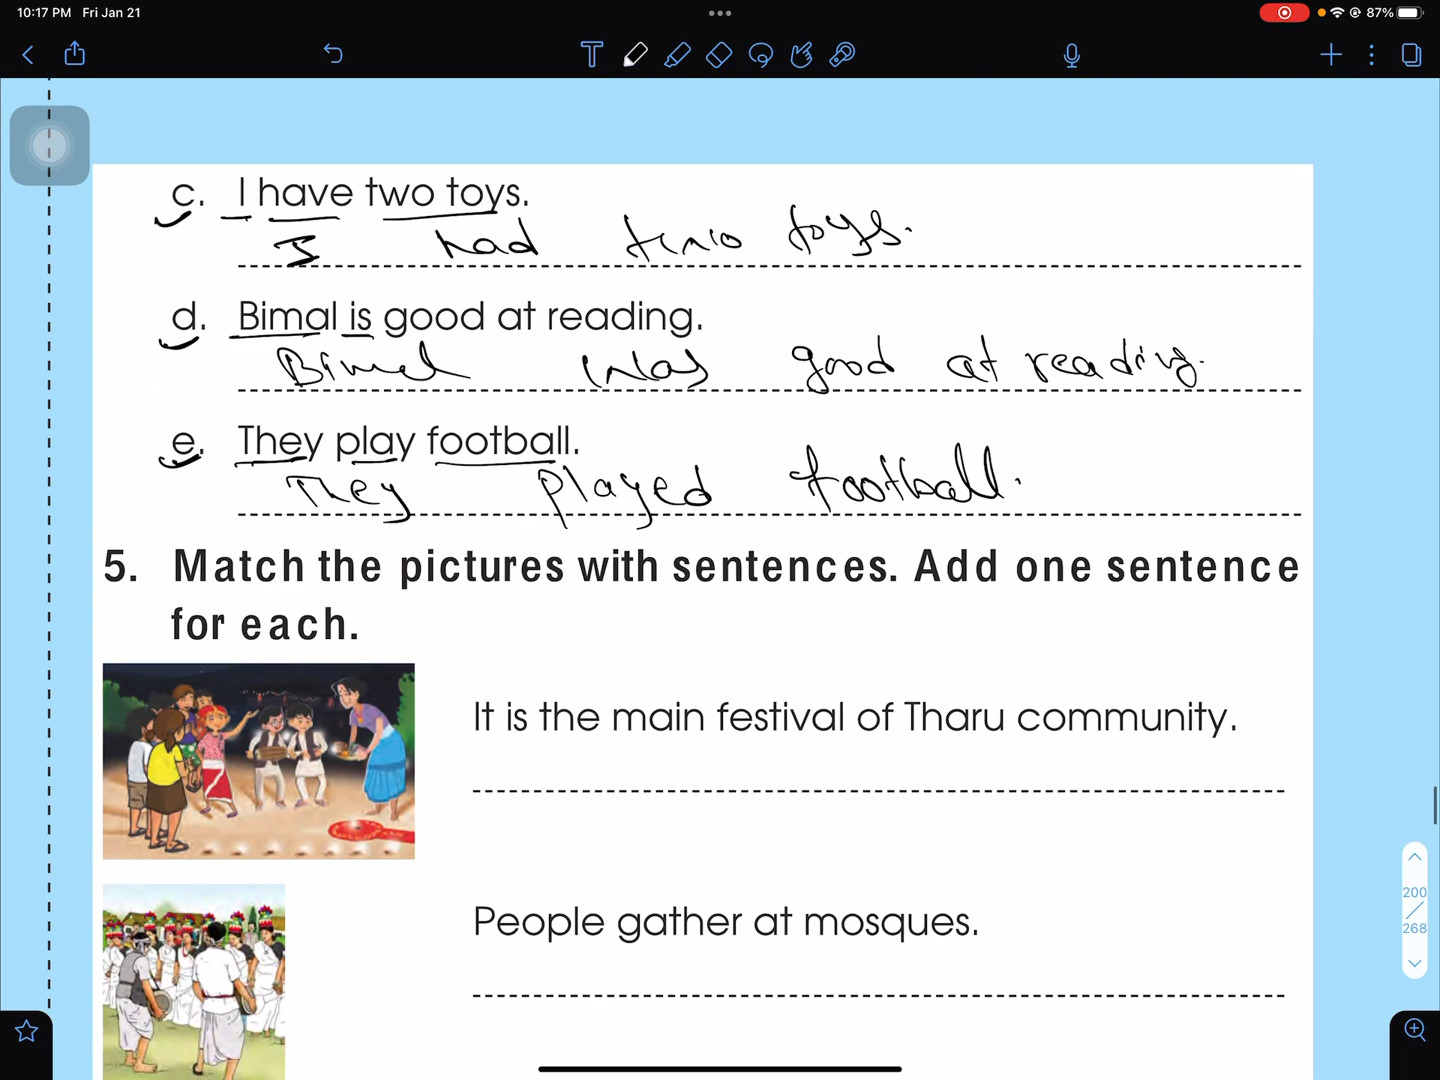 10:17 PM Fri Jan 21
87%
c. I have two toys.
I had two toys.
d. Bimal is good at reading.
Bimal was good at reading.
e. They play football.
They played football.
5. Match the pictures with sentences. Add one sentence
for each.
It is the main festival of Tharu community.
People gather at mosques.
200
268